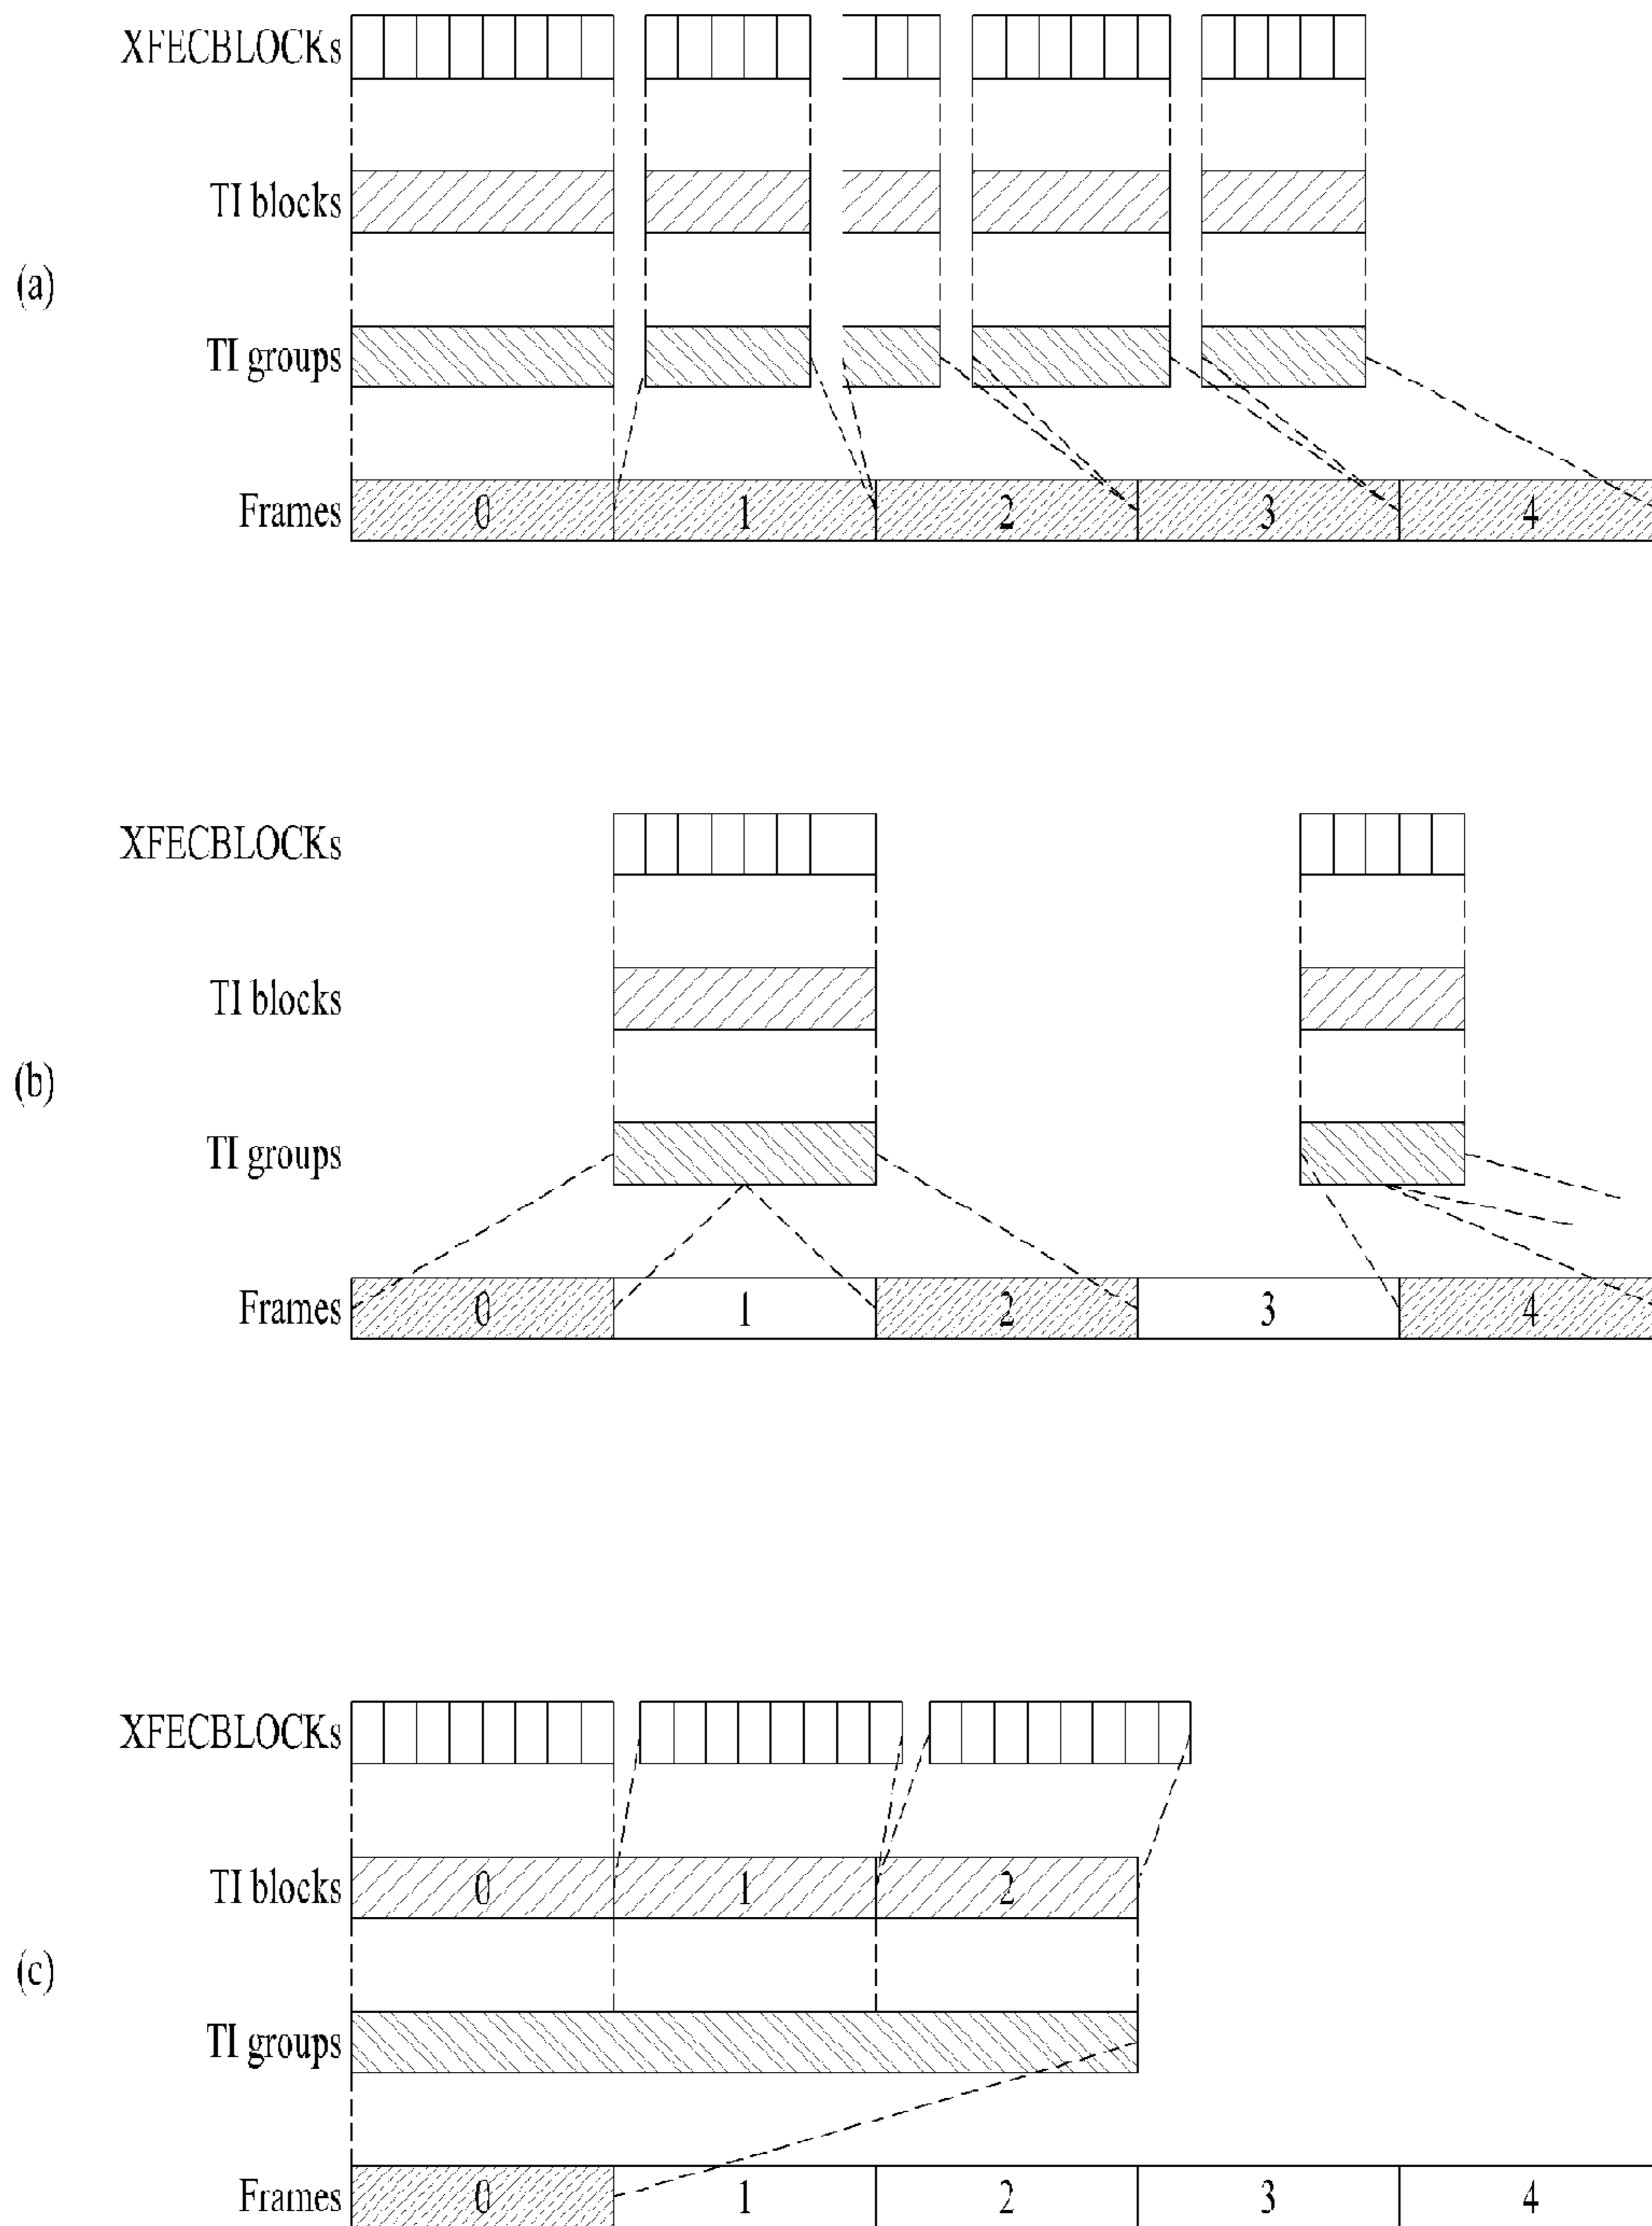 XFECBLOCKs
TI blocks
(a)
TI groups
Frames 0 1 2 3 4
XFECBLOCKs
TI blocks
(b)
TI groups
Frames 0 1 2 3 4
XFECBLOCKs
TI blocks 0 1 2
(c)
TI groups
Frames 0 1 2 3 4